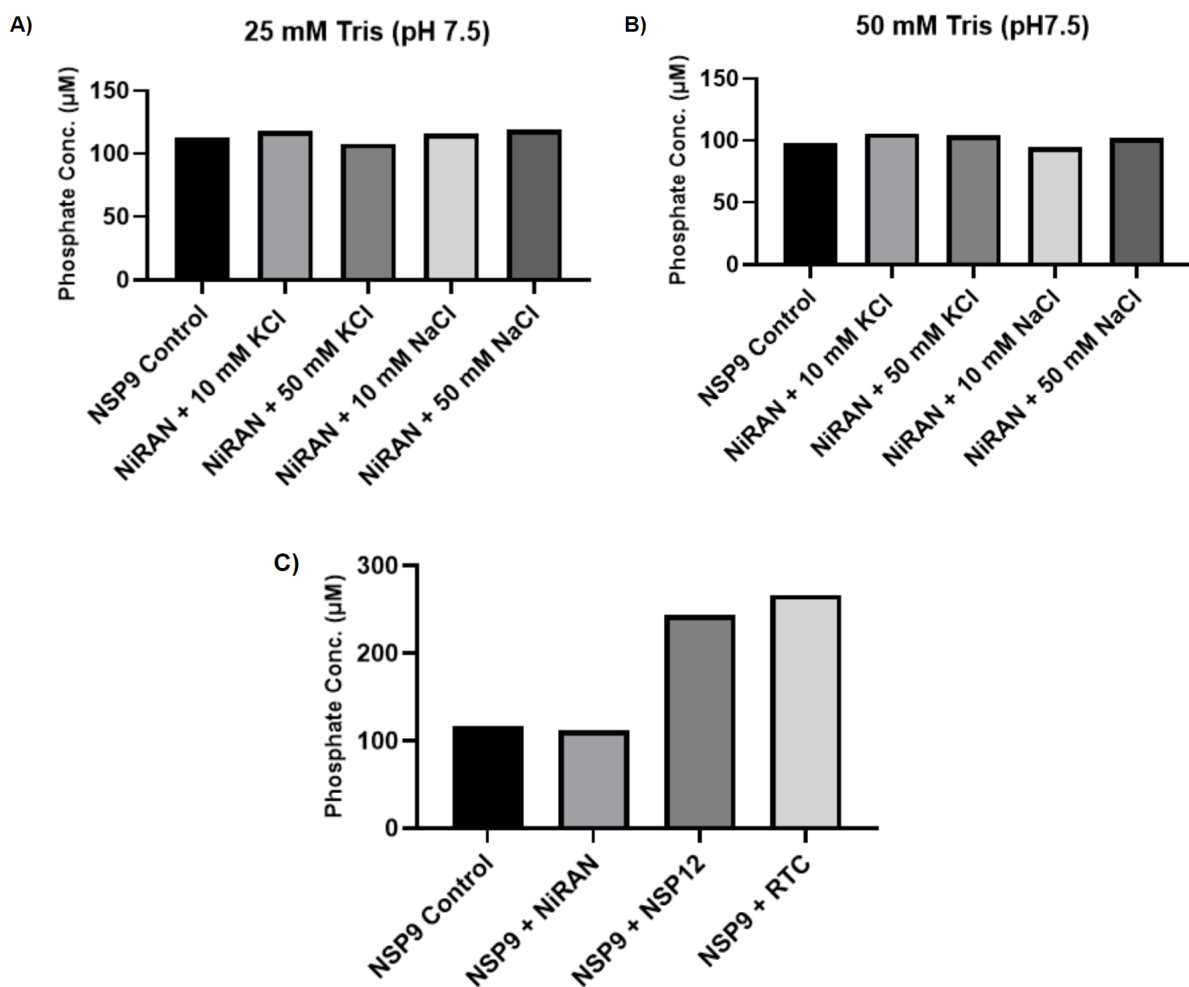 A)
25 mM Tris (pH 7.5)
Phosphate Conc. (µM)
150
100
50
0
NSP9 Control
NiRAN + 10 mM KCl
NiRAN + 50 mM KCl
NiRAN + 10 mM NaCl
NiRAN + 50 mM NaCl
B)
50 mM Tris (pH7.5)
Phosphate Conc. (µM)
150
100
50
0
NSP9 Control
NiRAN + 10 mM KCl
NiRAN + 50 mM KCl
NiRAN + 10 mM NaCl
NiRAN + 50 mM NaCl
C)
Phosphate Conc. (µM)
300
200
100
0
NSP9 Control
NSP9 + NiRAN
NSP9 + NSP12
NSP9 + RTC